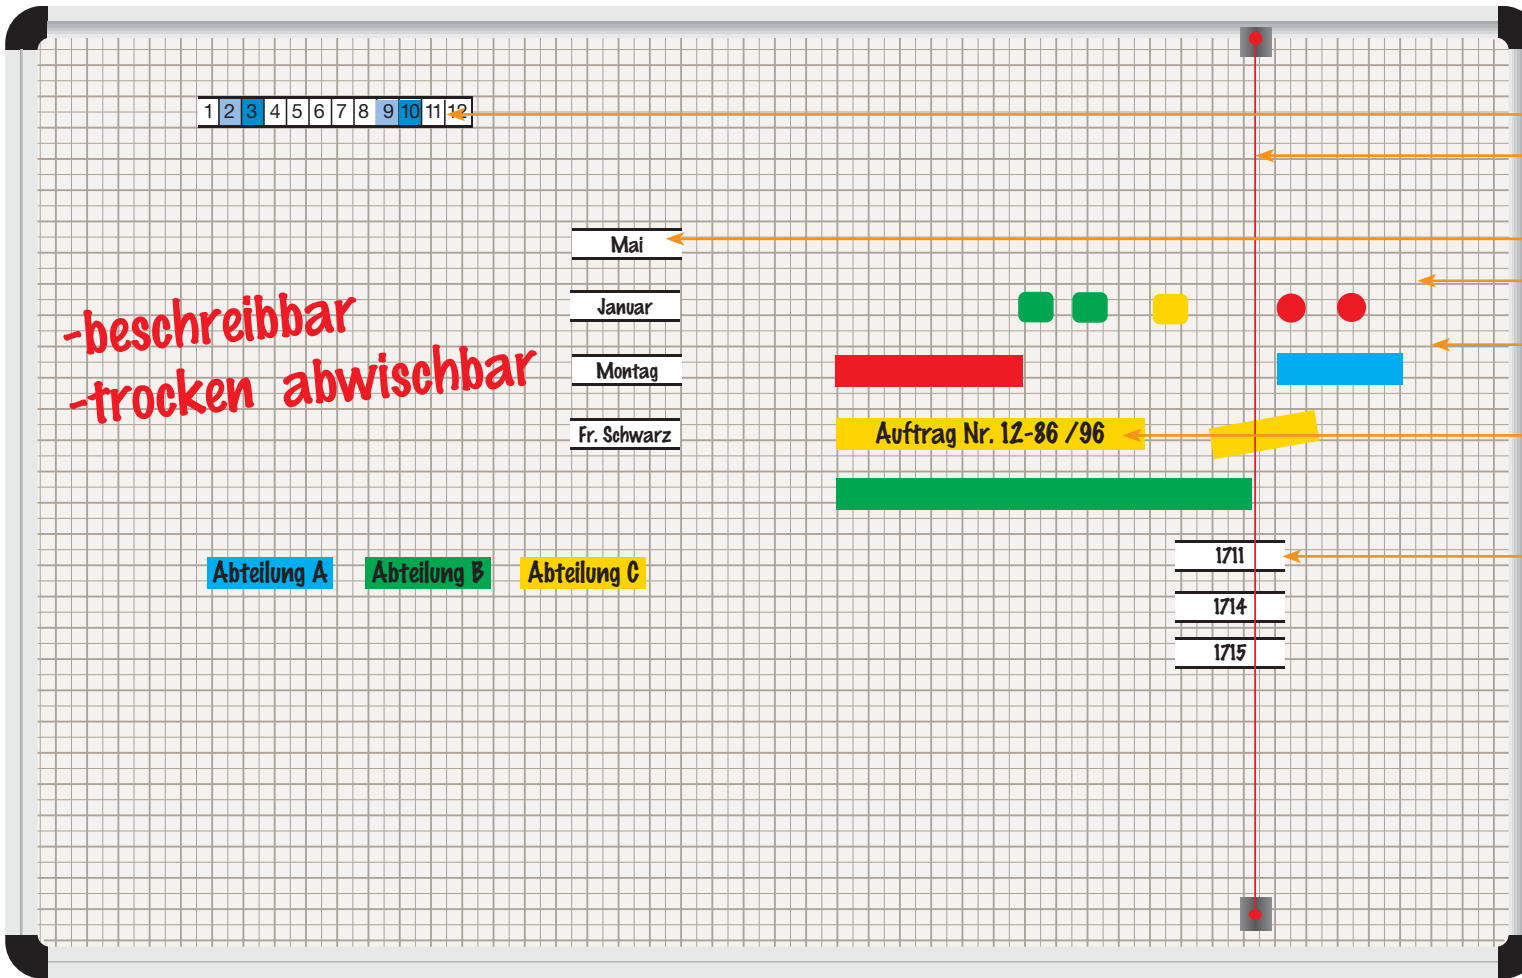 1 2 3 4 5 6 7 8 9 10 11 12
Mai
Januar
-beschreibbar
-trocken abwischbar
Montag
Fr. Schwarz
Auftrag Nr. 12-86 /96
1711
Abteilung A Abteilung B Abteilung C
1714
1715